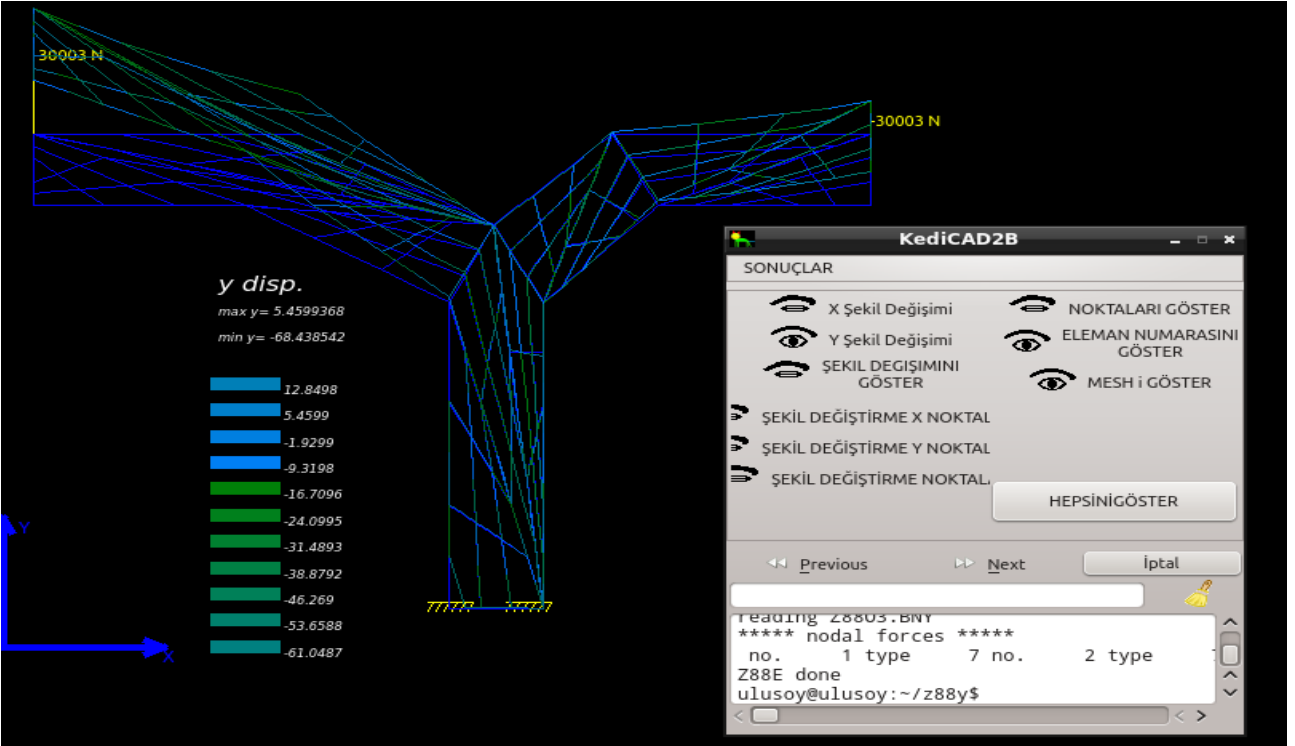 30003 N
-30003 N
y disp.
max y= 5.4599368
min y= -68.438542
12.8498
5.4599
-1.9299
-9.3198
-16.7096
-24.0995
-31.4893
-38.8792
-46.269
-53.6588
-61.0487
Y
X
KediCAD2B
SONUÇLAR
X Şekil Değişimi
NOKTALARI GÖSTER
Y Şekil Değişimi
ELEMAN NUMARASINI
GÖSTER
ŞEKIL DEGIŞIMINI
GÖSTER
MESH i GÖSTER
ŞEKİL DEĞİŞTİRME X NOKTAL
ŞEKİL DEĞİŞTİRME Y NOKTAL
ŞEKİL DEĞİŞTİRME NOKTAL
HEPSİNİGÖSTER
Previous
Next
İptal
reading Z88O3.BNY
***** nodal forces *****
no. 1 type 7 no. 2 type
Z88E done
ulusoy@ulusoy:~/z88y$